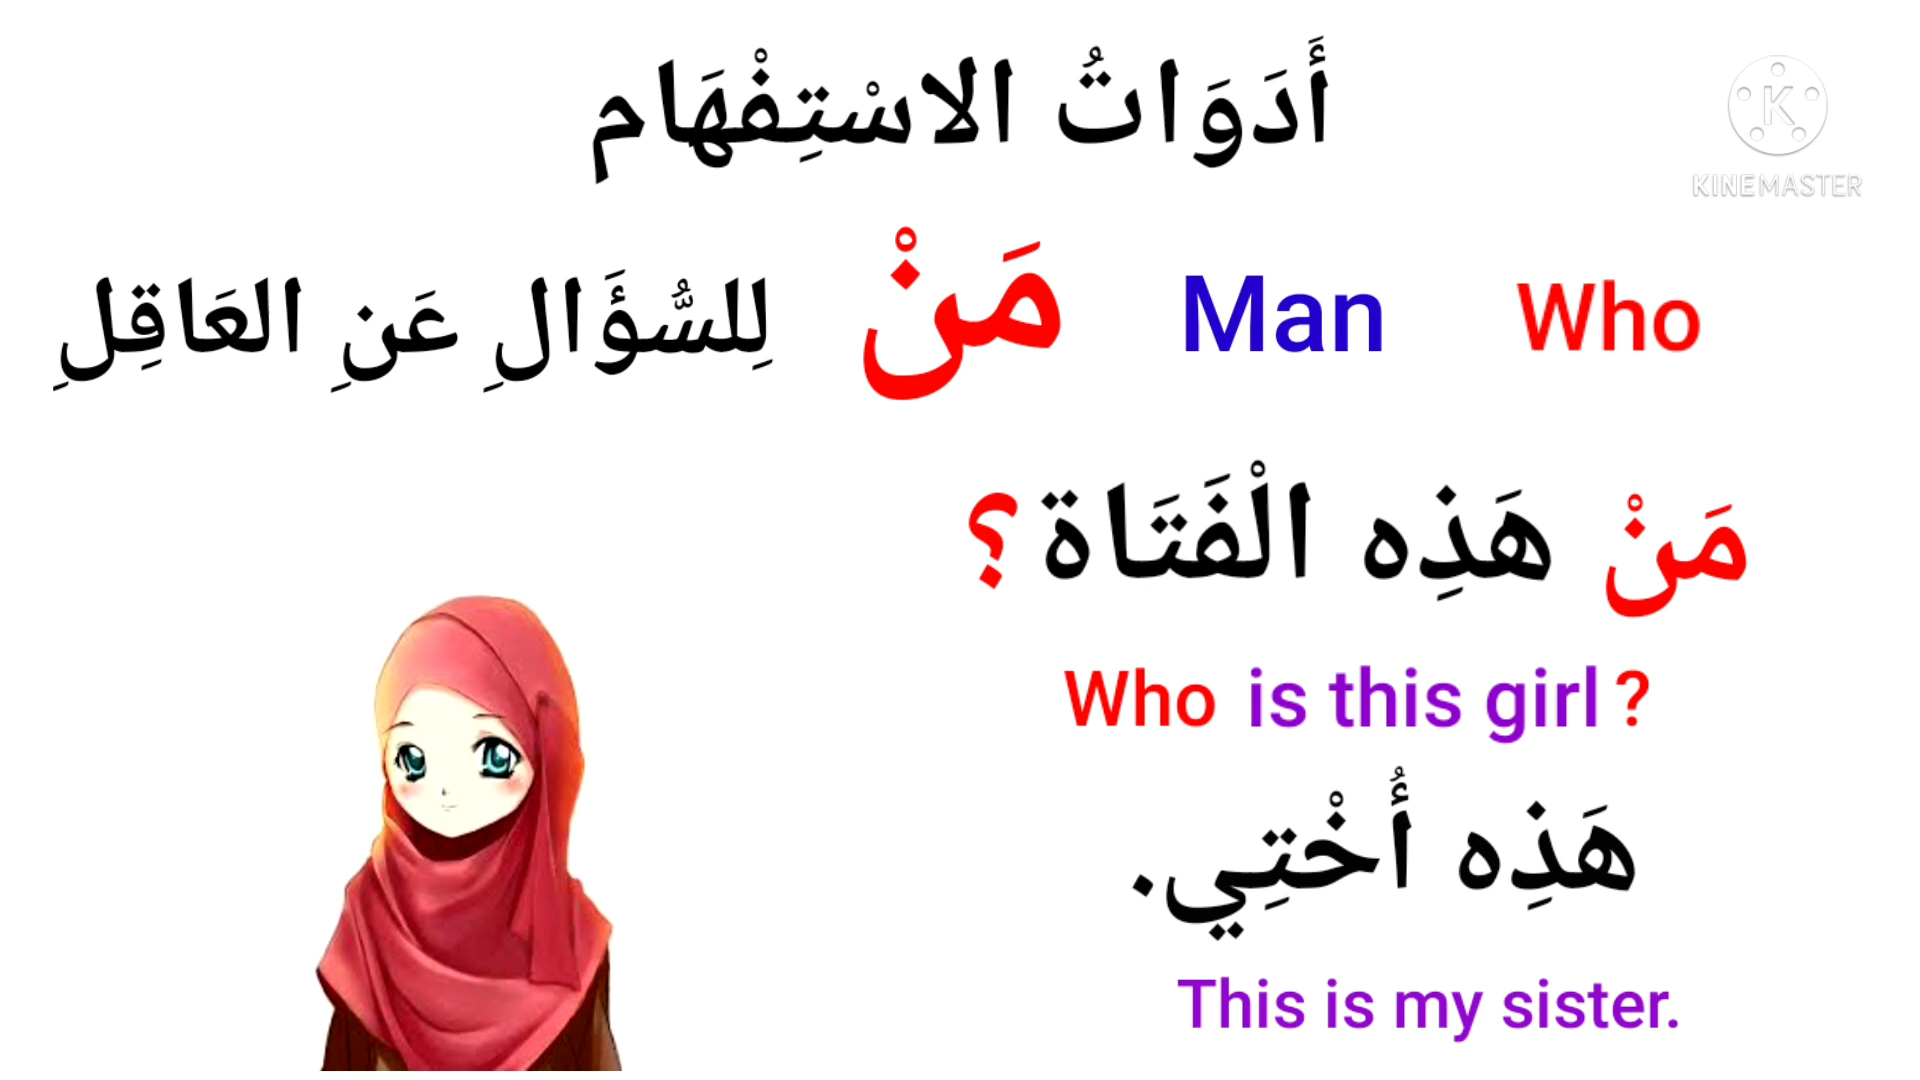 أَدَوَاتُ الاسْتِفْهَام
KINEMASTER
Who Man مَنْ لِلسُّؤَالِ عَنِ العَاقِلِ
مَنْ هَذِه الْفَتَاة؟
Who is this girl ?
هَذِه أُخْتِي.
This is my sister.